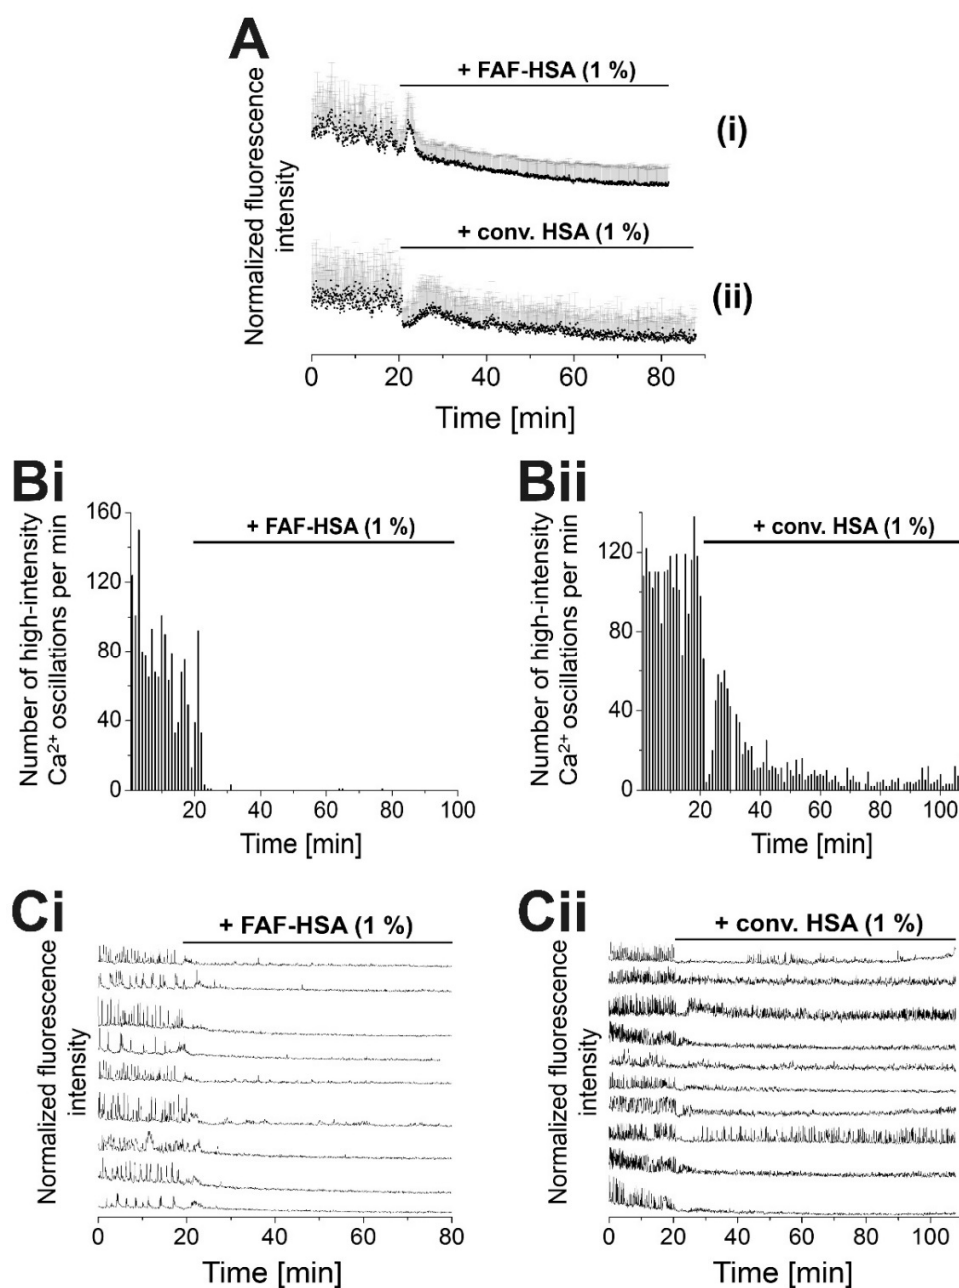 A
Normalized fluorescence
intensity
+ FAF-HSA (1 %)
(i)
+ conv. HSA (1 %)
(ii)
0 20 40 60 80
Time [min]
Bi
Number of high-intensity
Ca²⁺ oscillations per min
160
120
80
40
0
+ FAF-HSA (1 %)
0 20 40 60 80 100
Time [min]
Bii
Number of high-intensity
Ca²⁺ oscillations per min
120
80
40
0
+ conv. HSA (1 %)
0 20 40 60 80 100
Time [min]
Ci
Normalized fluorescence
intensity
+ FAF-HSA (1 %)
0 20 40 60 80
Time [min]
Cii
Normalized fluorescence
intensity
+ conv. HSA (1 %)
0 20 40 60 80 100
Time [min]